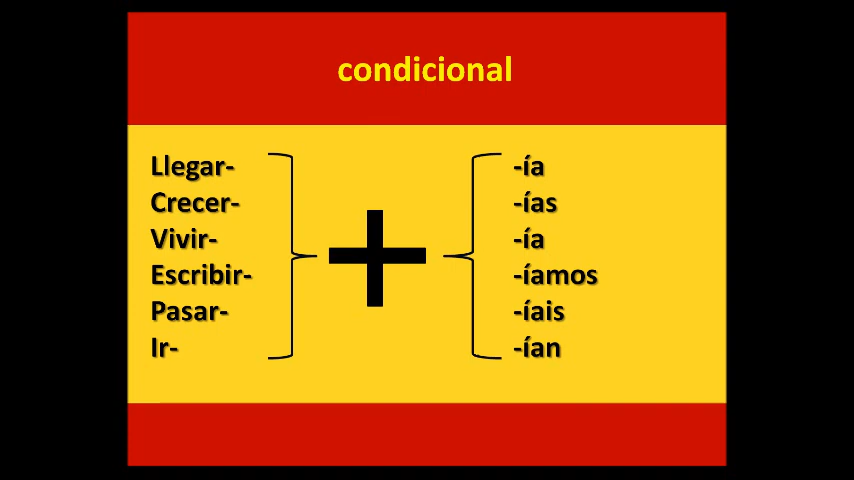 condicional
Llegar-
Crecer-
Vivir-
Escribir-
Pasar-
Ir-
+
-ía
-ías
-ía
-íamos
-íais
-ían